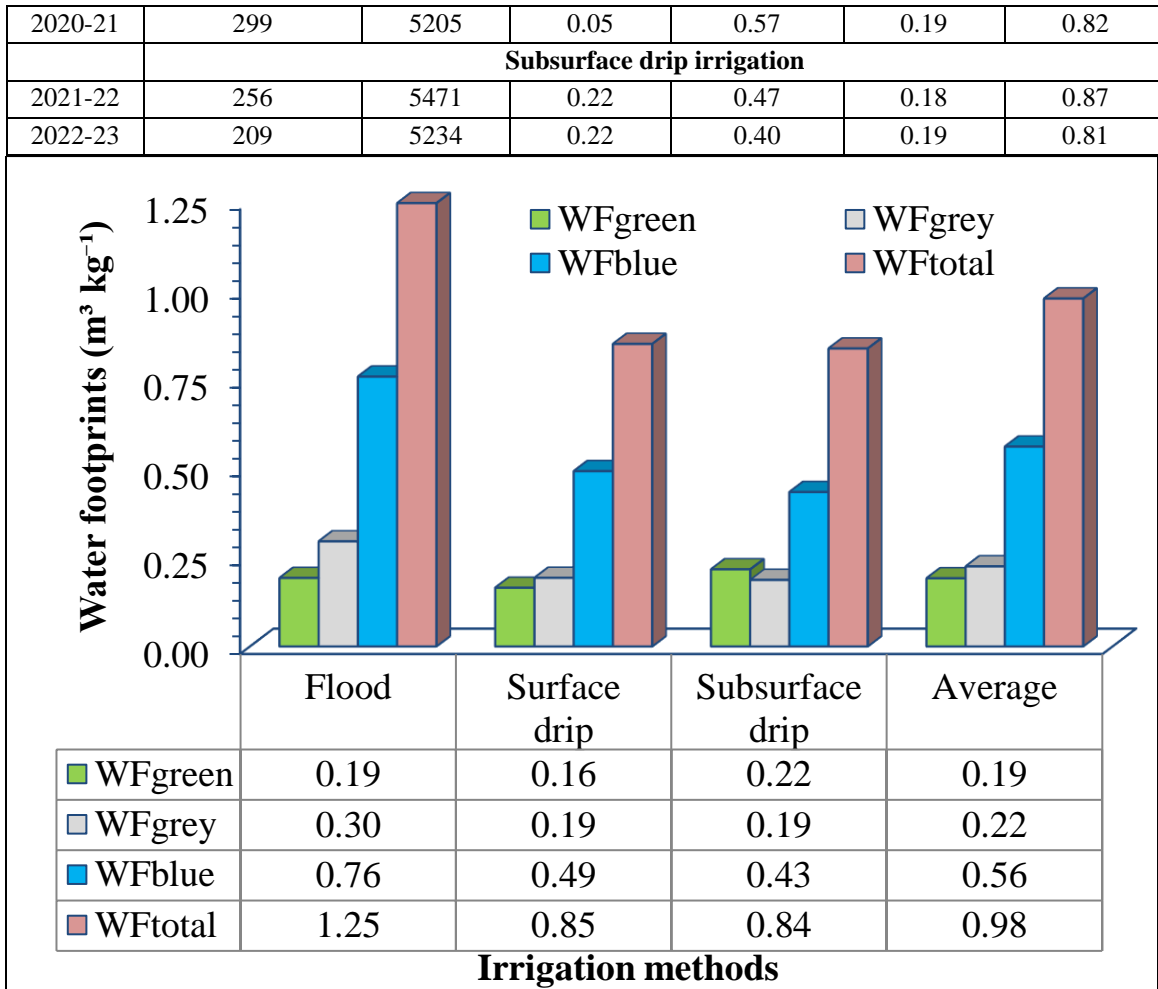 2020-21 299 5205 0.05 0.57 0.19 0.82
Subsurface drip irrigation
2021-22 256 5471 0.22 0.47 0.18 0.87
2022-23 209 5234 0.22 0.40 0.19 0.81
Water footprints (m³ kg⁻¹)
1.25
1.00
0.75
0.50
0.25
0.00
WFgreen WFgrey
WFblue WFtotal
Flood Surface drip Subsurface drip Average
WFgreen 0.19 0.16 0.22 0.19
WFgrey 0.30 0.19 0.19 0.22
WFblue 0.76 0.49 0.43 0.56
WFtotal 1.25 0.85 0.84 0.98
Irrigation methods